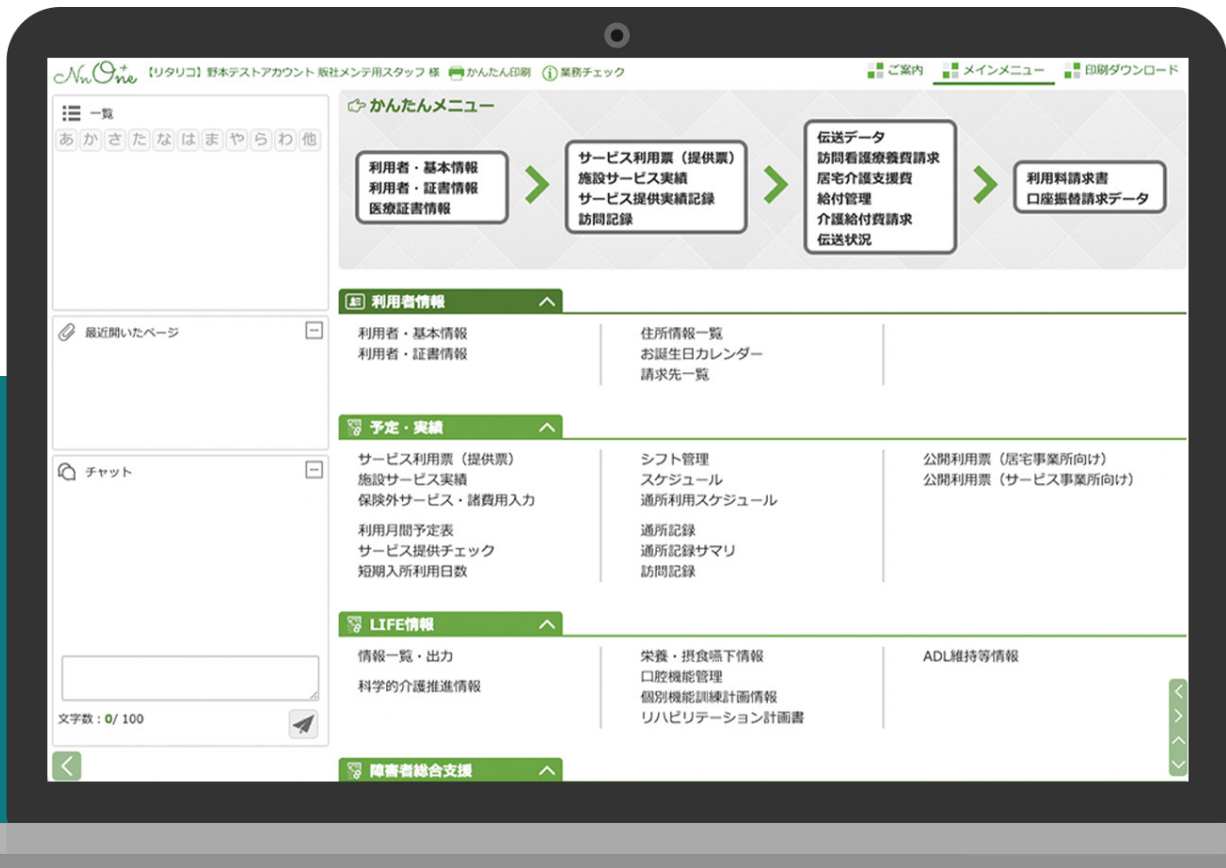 NnOne+
【リタリコ】野本テストアカウント 販社メンテ用スタッフ 様 かんたん印刷 業務チェック
ご案内 メインメニュー 印刷ダウンロード
一覧
あ か さ た な は ま や ら わ 他
最近開いたページ
チャット
文字数：0/ 100
かんたんメニュー
利用者・基本情報
利用者・証書情報
医療証書情報
サービス利用票（提供票）
施設サービス実績
サービス提供実績記録
訪問記録
伝送データ
訪問看護療養費請求
居宅介護支援費
給付管理
介護給付費請求
伝送状況
利用料請求書
口座振替請求データ
利用者情報
利用者・基本情報
利用者・証書情報
住所情報一覧
お誕生日カレンダー
請求先一覧
予定・実績
サービス利用票（提供票）
施設サービス実績
保険外サービス・諸費用入力
利用月間予定表
サービス提供チェック
短期入所利用日数
シフト管理
スケジュール
通所利用スケジュール
通所記録
通所記録サマリ
訪問記録
公開利用票（居宅事業所向け）
公開利用票（サービス事業所向け）
LIFE情報
情報一覧・出力
科学的介護推進情報
栄養・摂食嚥下情報
口腔機能管理
個別機能訓練計画情報
リハビリテーション計画書
ADL維持等情報
障害者総合支援